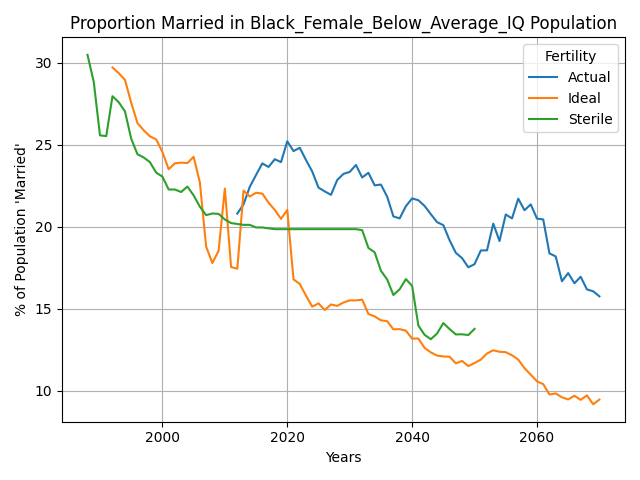 Proportion Married in Black_Female_Below_Average_IQ Population
% of Population 'Married'
30
25
20
15
10
Fertility
Actual
Ideal
Sterile
2000
2020
2040
2060
Years